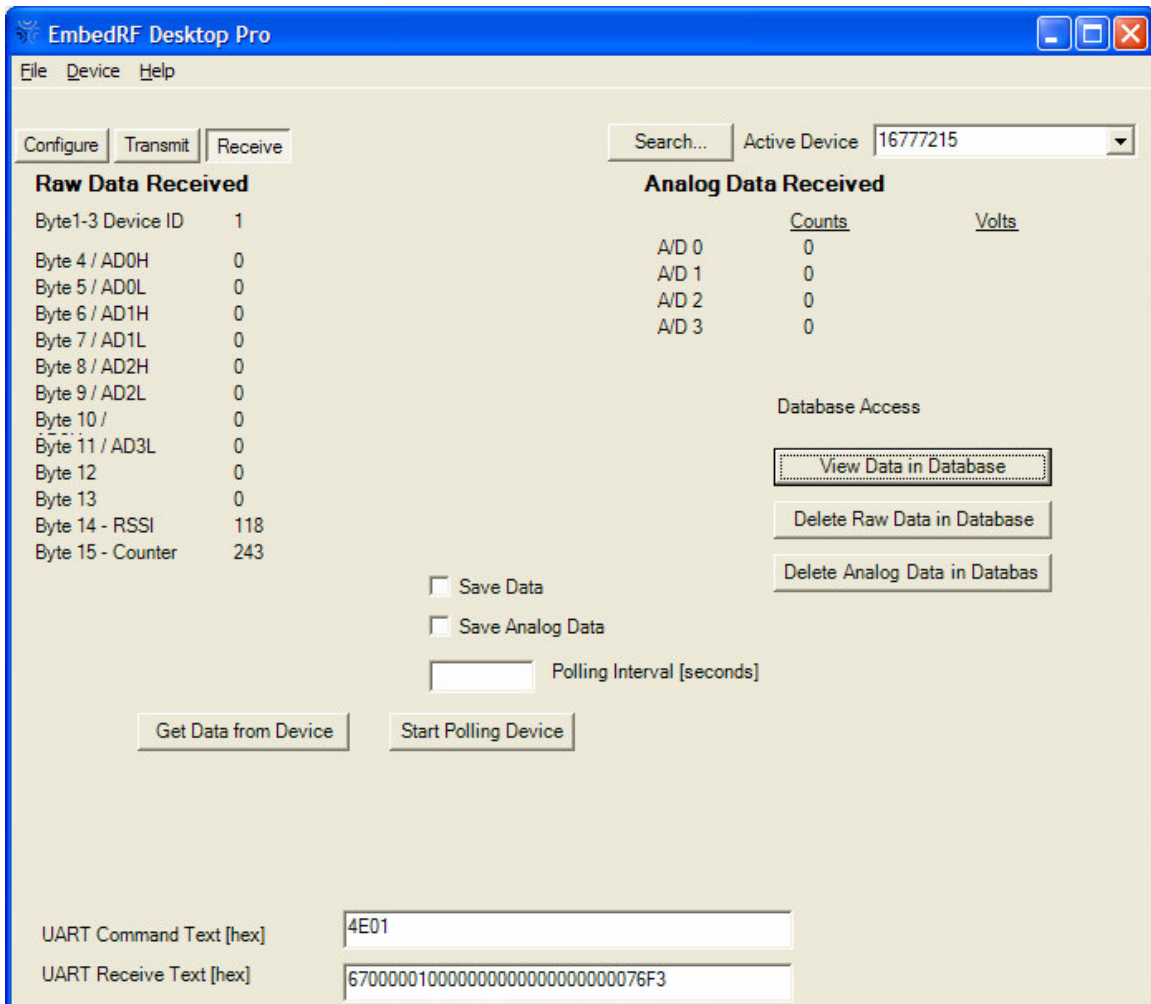 EmbedRF Desktop Pro
File Device Help
Configure Transmit Receive Search... Active Device 16777215
Raw Data Received
Byte1-3 Device ID 1
Byte 4 / AD0H 0
Byte 5 / AD0L 0
Byte 6 / AD1H 0
Byte 7 / AD1L 0
Byte 8 / AD2H 0
Byte 9 / AD2L 0
Byte 10 / 0
Byte 11 / AD3L 0
Byte 12 0
Byte 13 0
Byte 14 - RSSI 118
Byte 15 - Counter 243
Analog Data Received
Counts Volts
A/D 0 0
A/D 1 0
A/D 2 0
A/D 3 0
Database Access
View Data in Database
Delete Raw Data in Database
Delete Analog Data in Databas
Save Data
Save Analog Data
Polling Interval [seconds]
Get Data from Device Start Polling Device
UART Command Text [hex] 4E01
UART Receive Text [hex]